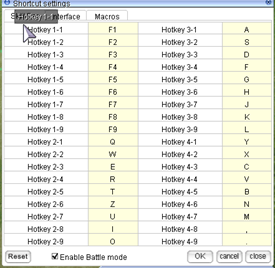 Shortcut settings
Interface Macros
Hotkey 1-1 F1 Hotkey 3-1 A
Hotkey 1-2 F2 Hotkey 3-2 S
Hotkey 1-3 F3 Hotkey 3-3 D
Hotkey 1-4 F4 Hotkey 3-4 F
Hotkey 1-5 F5 Hotkey 3-5 G
Hotkey 1-6 F6 Hotkey 3-6 H
Hotkey 1-7 F7 Hotkey 3-7 J
Hotkey 1-8 F8 Hotkey 3-8 K
Hotkey 1-9 F9 Hotkey 3-9 L
Hotkey 2-1 Q Hotkey 4-1 Y
Hotkey 2-2 W Hotkey 4-2 X
Hotkey 2-3 E Hotkey 4-3 C
Hotkey 2-4 R Hotkey 4-4 V
Hotkey 2-5 T Hotkey 4-5 B
Hotkey 2-6 Z Hotkey 4-6 N
Hotkey 2-7 U Hotkey 4-7 M
Hotkey 2-8 I Hotkey 4-8 ,
Hotkey 2-9 O Hotkey 4-9 .
Reset Enable Battle mode OK cancel close